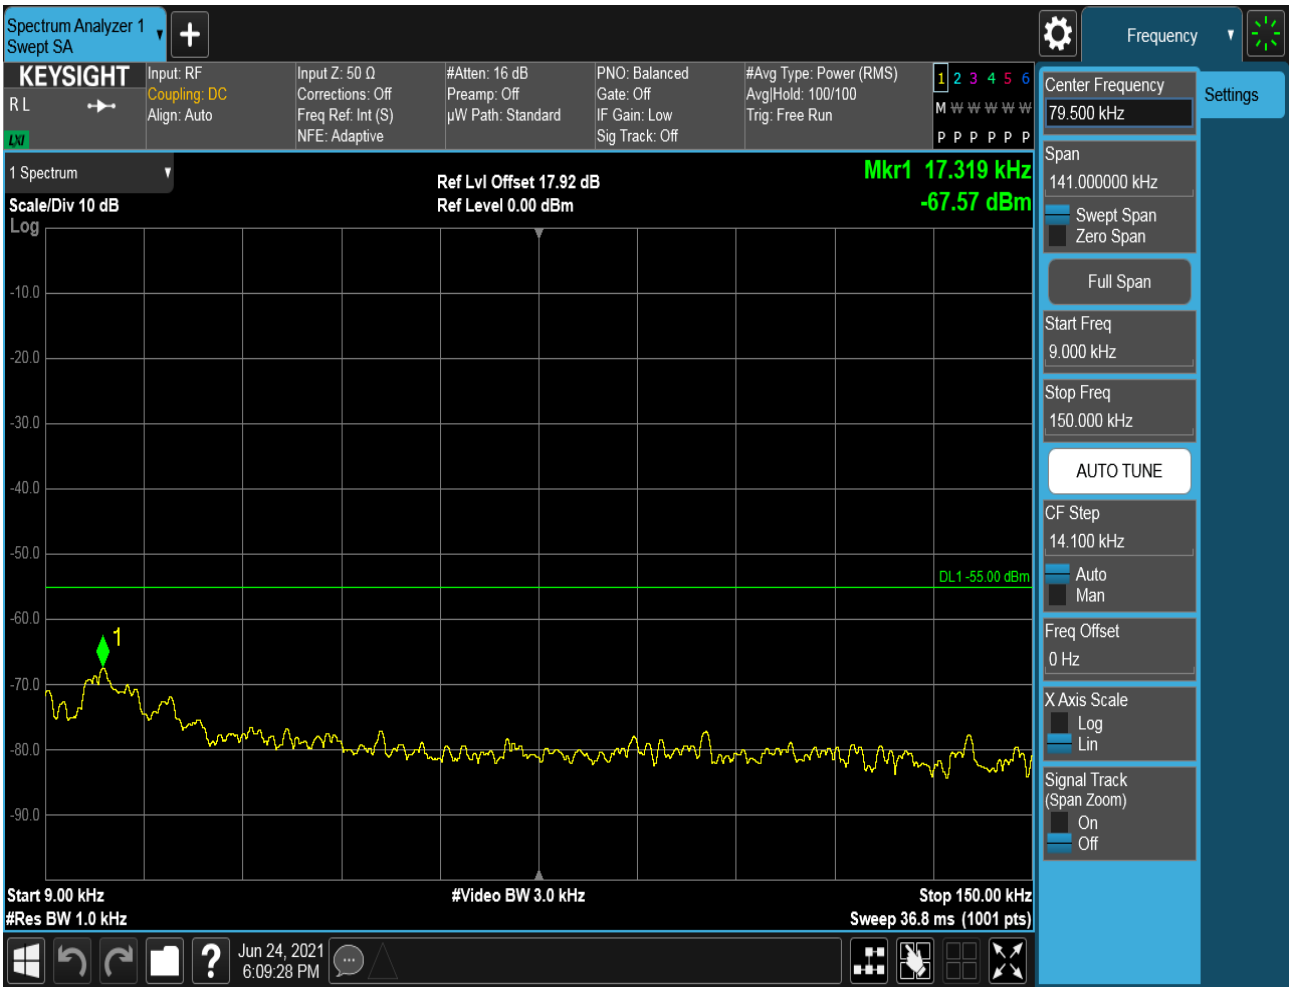 Spectrum Analyzer 1
Swept SA
Frequency
KEYSIGHT
R L
LXI
Input: RF
Coupling: DC
Align: Auto
Input Z: 50 Ω
Corrections: Off
Freq Ref: Int (S)
NFE: Adaptive
#Atten: 16 dB
Preamp: Off
µW Path: Standard
PNO: Balanced
Gate: Off
IF Gain: Low
Sig Track: Off
#Avg Type: Power (RMS)
Avg|Hold: 100/100
Trig: Free Run
1 2 3 4 5 6
M W W W W W
P P P P P P
1 Spectrum
Scale/Div 10 dB
Log
Ref Lvl Offset 17.92 dB
Ref Level 0.00 dBm
Mkr1 17.319 kHz
-67.57 dBm
-10.0
-20.0
-30.0
-40.0
-50.0
DL1 -55.00 dBm
-60.0
1
-70.0
-80.0
-90.0
Start 9.00 kHz
#Video BW 3.0 kHz
Stop 150.00 kHz
#Res BW 1.0 kHz
Sweep 36.8 ms (1001 pts)
?
Jun 24, 2021
6:09:28 PM
Center Frequency
79.500 kHz
Settings
Span
141.000000 kHz
Swept Span
Zero Span
Full Span
Start Freq
9.000 kHz
Stop Freq
150.000 kHz
AUTO TUNE
CF Step
14.100 kHz
Auto
Man
Freq Offset
0 Hz
X Axis Scale
Log
Lin
Signal Track
(Span Zoom)
On
Off